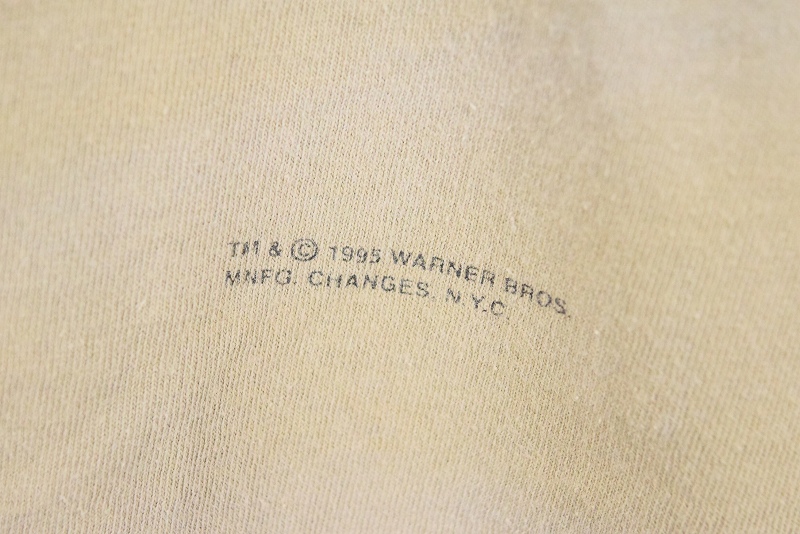 TM & © 1995 WARNER BROS.
MNFG. CHANGES. N.Y.C.